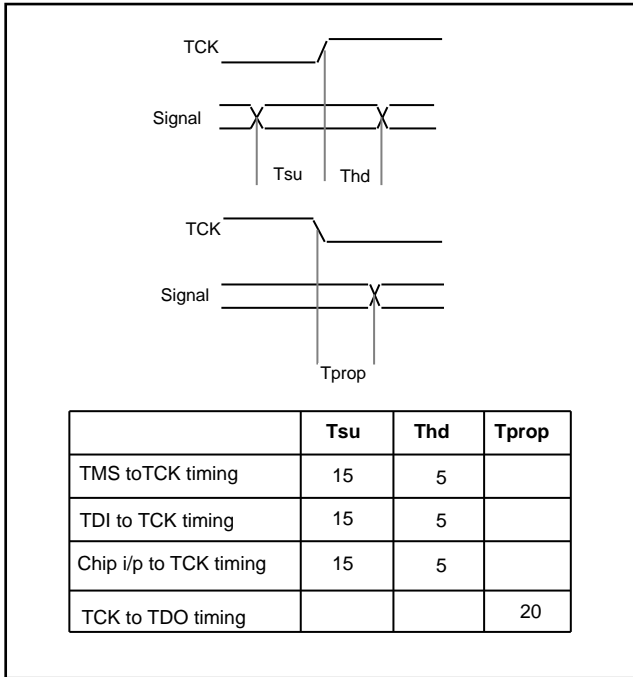 TCK
Signal
Tsu Thd
TCK
Signal
Tprop
Tsu Thd Tprop
TMS toTCK timing 15 5
TDI to TCK timing 15 5
Chip i/p to TCK timing 15 5
TCK to TDO timing 20